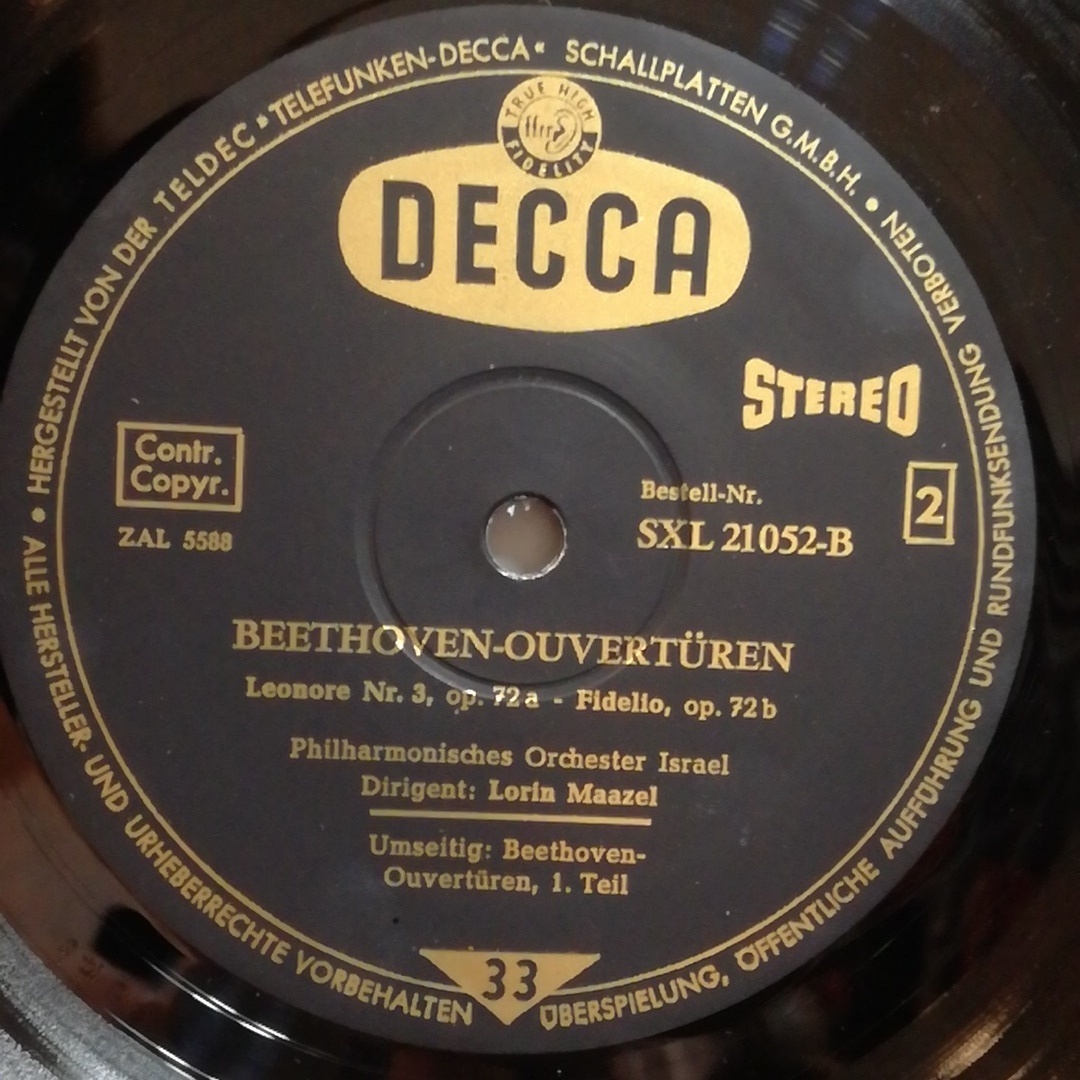 • HERGESTELLT VON DER TELDEC • TELEFUNKEN-DECCA“ SCHALLPLATTEN G.M.B.H. •
TRUE HIGH
ffrr
FIDELITY
DECCA
STEREO
Contr.
Copyr.
ZAL 5588
Bestell-Nr.
SXL 21052-B
2
BEETHOVEN-OUVERTÜREN
Leonore Nr. 3, op. 72a - Fidelio, op. 72b
Philharmonisches Orchester Israel
Dirigent: Lorin Maazel
Umseitig: Beethoven-
Ouvertüren, 1. Teil
33
ALLE HERSTELLER- UND URHEBERRECHTE VORBEHALTEN
ÜBERSPIELUNG, ÖFFENTLICHE AUFFÜHRUNG UND RUNDFUNKSENDUNG VERBOTEN